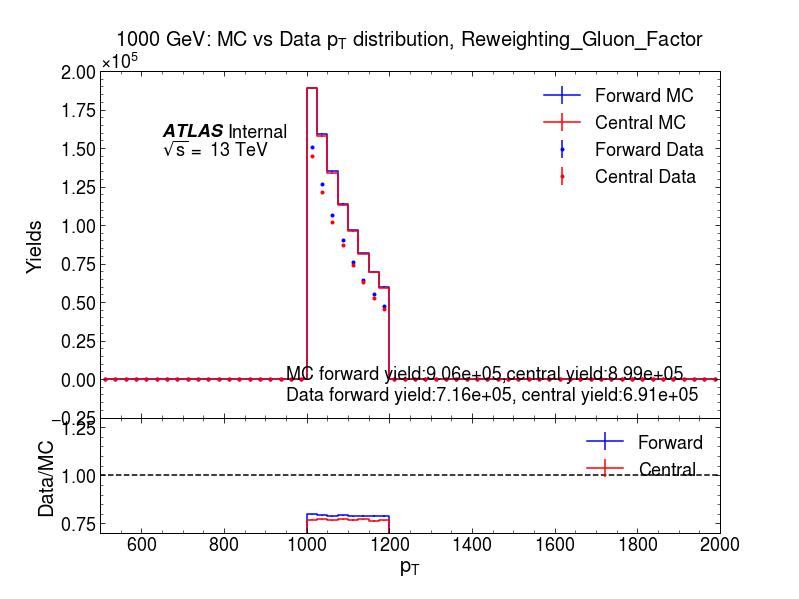 1000 GeV: MC vs Data pT distribution, Reweighting_Gluon_Factor
×10⁵
2.00
1.75
1.50
1.25
1.00
0.75
0.50
0.25
0.00
−0.25
Yields
ATLAS Internal
√s = 13 TeV
Forward MC
Central MC
Forward Data
Central Data
MC forward yield:9.06e+05,central yield:8.99e+05
Data forward yield:7.16e+05, central yield:6.91e+05
1.25
1.00
0.75
Data/MC
Forward
Central
600 800 1000 1200 1400 1600 1800 2000
pT